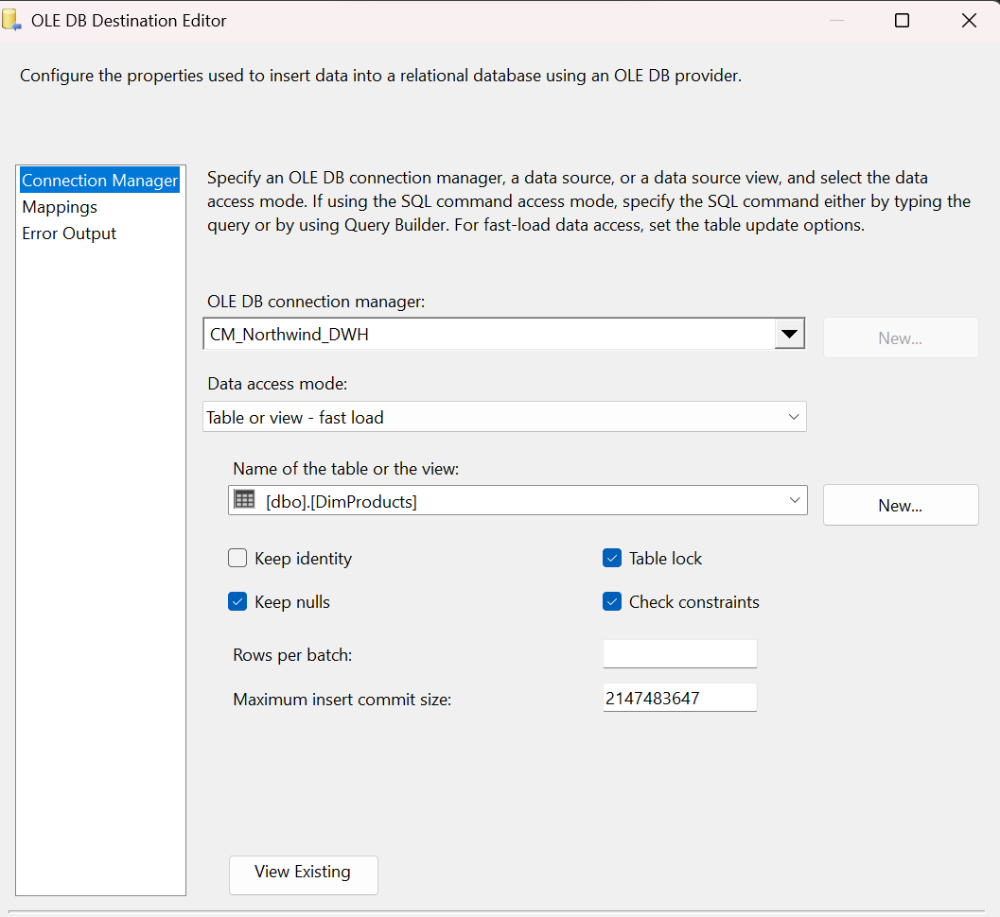 OLE DB Destination Editor
Configure the properties used to insert data into a relational database using an OLE DB provider.
Connection Manager
Mappings
Error Output
Specify an OLE DB connection manager, a data source, or a data source view, and select the data
access mode. If using the SQL command access mode, specify the SQL command either by typing the
query or by using Query Builder. For fast-load data access, set the table update options.
OLE DB connection manager:
CM_Northwind_DWH
New...
Data access mode:
Table or view - fast load
Name of the table or the view:
[dbo].[DimProducts]
New...
Keep identity
Table lock
Keep nulls
Check constraints
Rows per batch:
Maximum insert commit size:
2147483647
View Existing